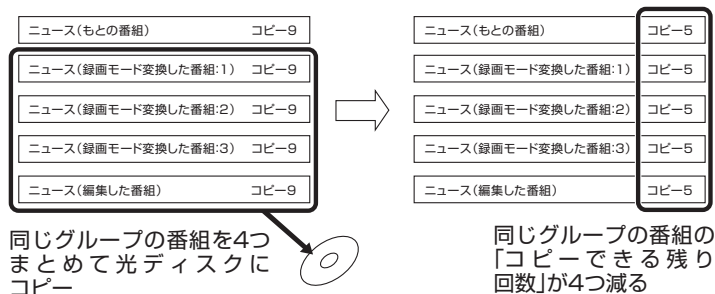 ニュース(もとの番組) コピー9
ニュース(録画モード変換した番組:1) コピー9
ニュース(録画モード変換した番組:2) コピー9
ニュース(録画モード変換した番組:3) コピー9
ニュース(編集した番組) コピー9
同じグループの番組を4つ
まとめて光ディスクに
コピー
ニュース(もとの番組) コピー5
ニュース(録画モード変換した番組:1) コピー5
ニュース(録画モード変換した番組:2) コピー5
ニュース(録画モード変換した番組:3) コピー5
ニュース(編集した番組) コピー5
同じグループの番組の
「コピーできる残り
回数」が4つ減る